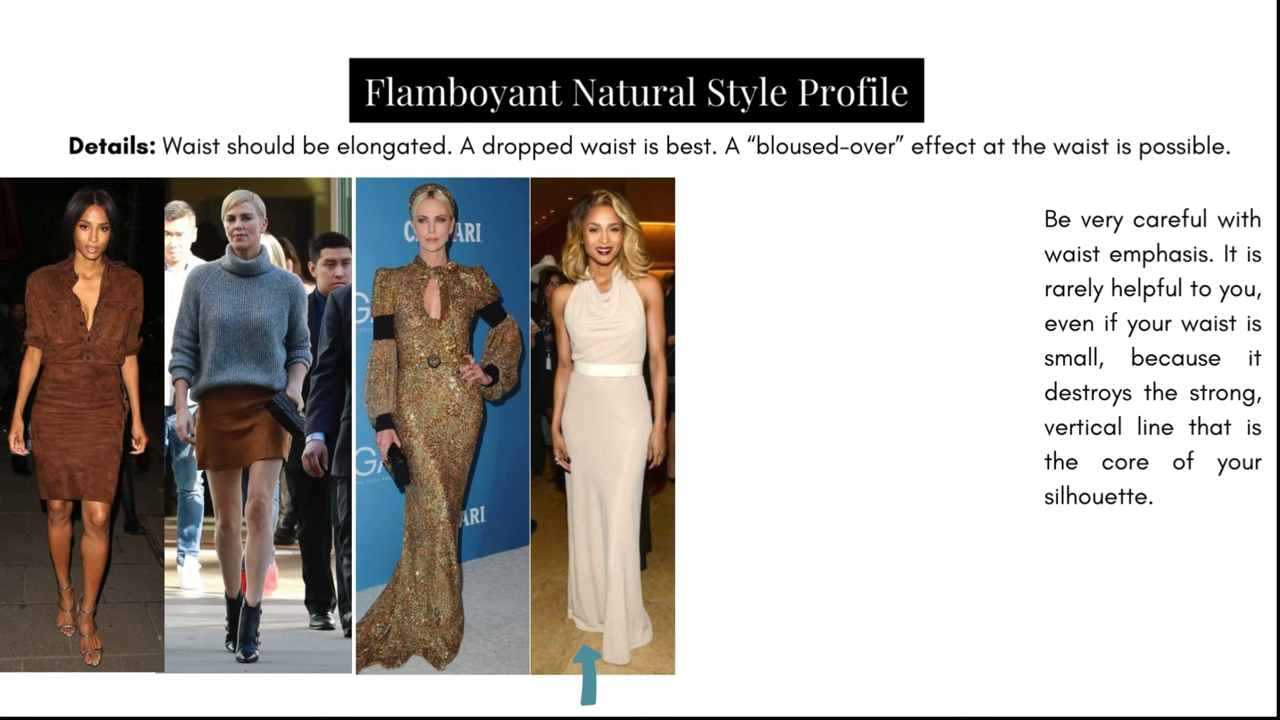 Flamboyant Natural Style Profile
Details: Waist should be elongated. A dropped waist is best. A “bloused-over” effect at the waist is possible.
Be very careful with
waist emphasis. It is
rarely helpful to you,
even if your waist is
small, because it
destroys the strong,
vertical line that is
the core of your
silhouette.
ARI
ARI